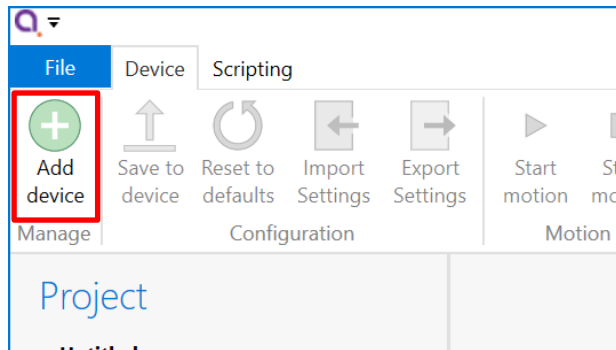 File Device Scripting
Add Save to Reset to Import Export Start
device device defaults Settings Settings motion
Manage Configuration Motion
Project